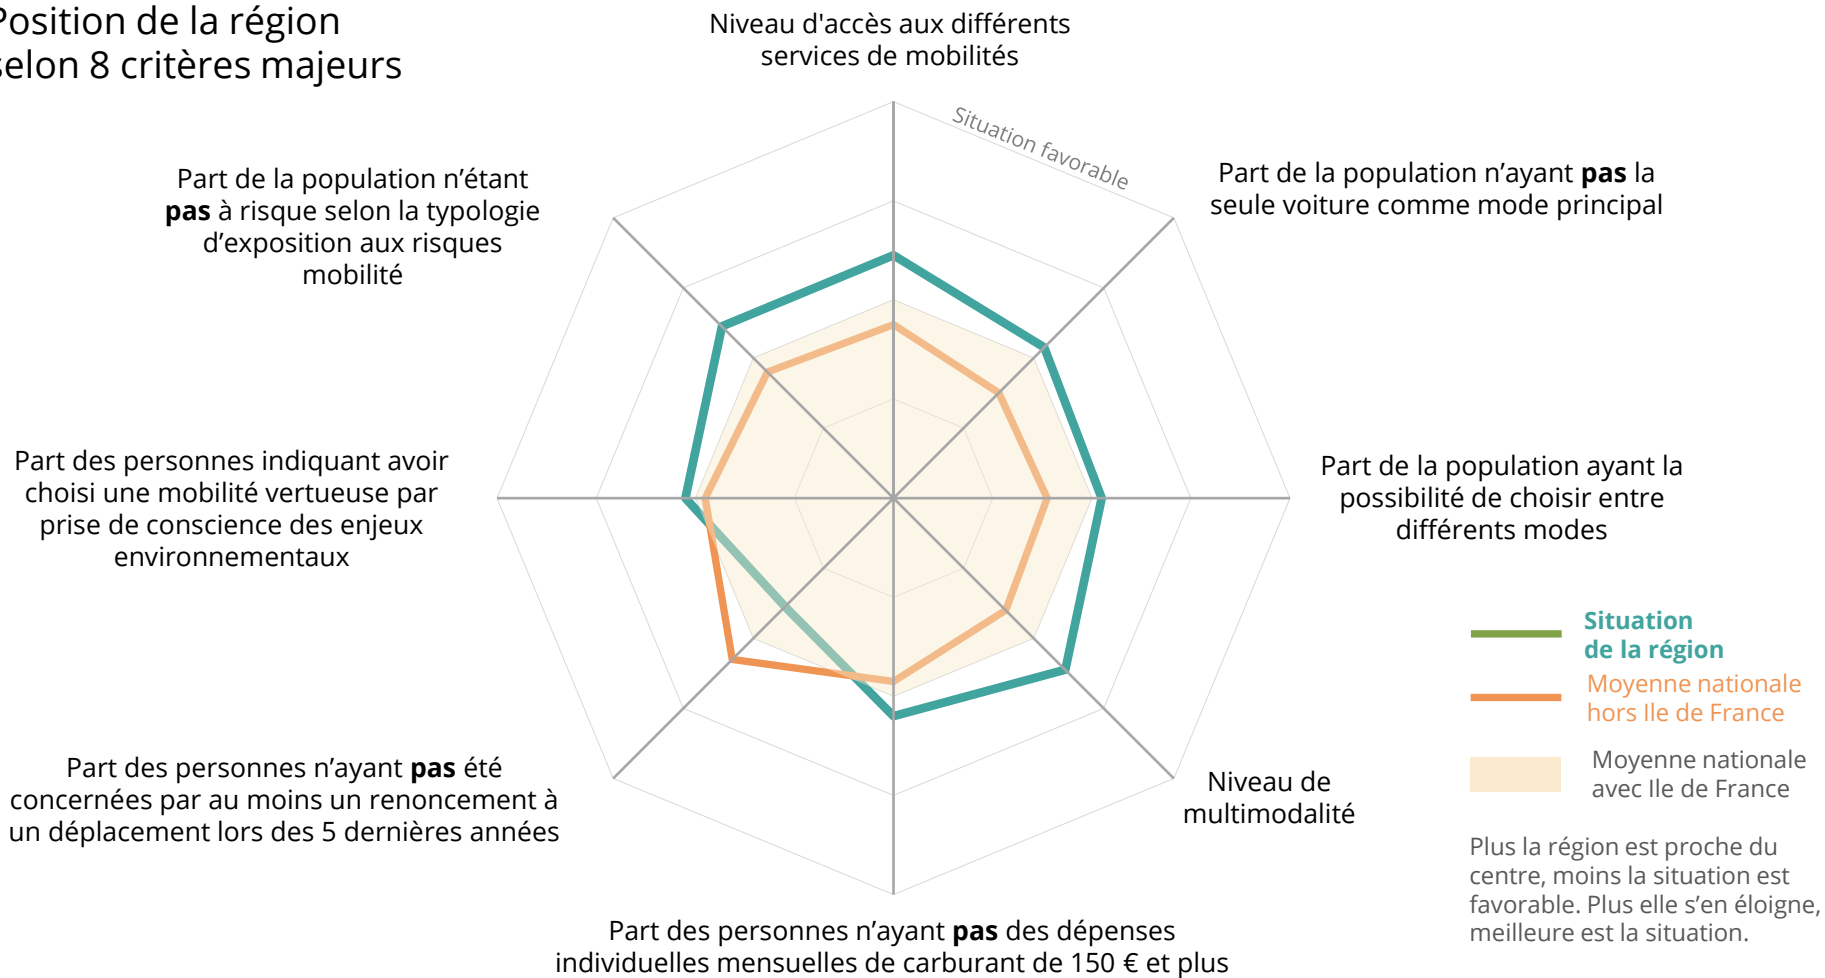 Position de la région
selon 8 critères majeurs
Niveau d'accès aux différents
services de mobilités
Situation favorable
Part de la population n'ayant pas la
seule voiture comme mode principal
Part de la population n’étant
pas à risque selon la typologie
d’exposition aux risques
mobilité
Part des personnes indiquant avoir
choisi une mobilité vertueuse par
prise de conscience des enjeux
environnementaux
Part de la population ayant la
possibilité de choisir entre
différents modes
Part des personnes n’ayant pas été
concernées par au moins un renoncement à
un déplacement lors des 5 dernières années
Niveau de
multimodalité
Part des personnes n’ayant pas des dépenses
individuelles mensuelles de carburant de 150 € et plus
Situation
de la région
Moyenne nationale
hors Ile de France
Moyenne nationale
avec Ile de France
Plus la région est proche du
centre, moins la situation est
favorable. Plus elle s’en éloigne,
meilleure est la situation.